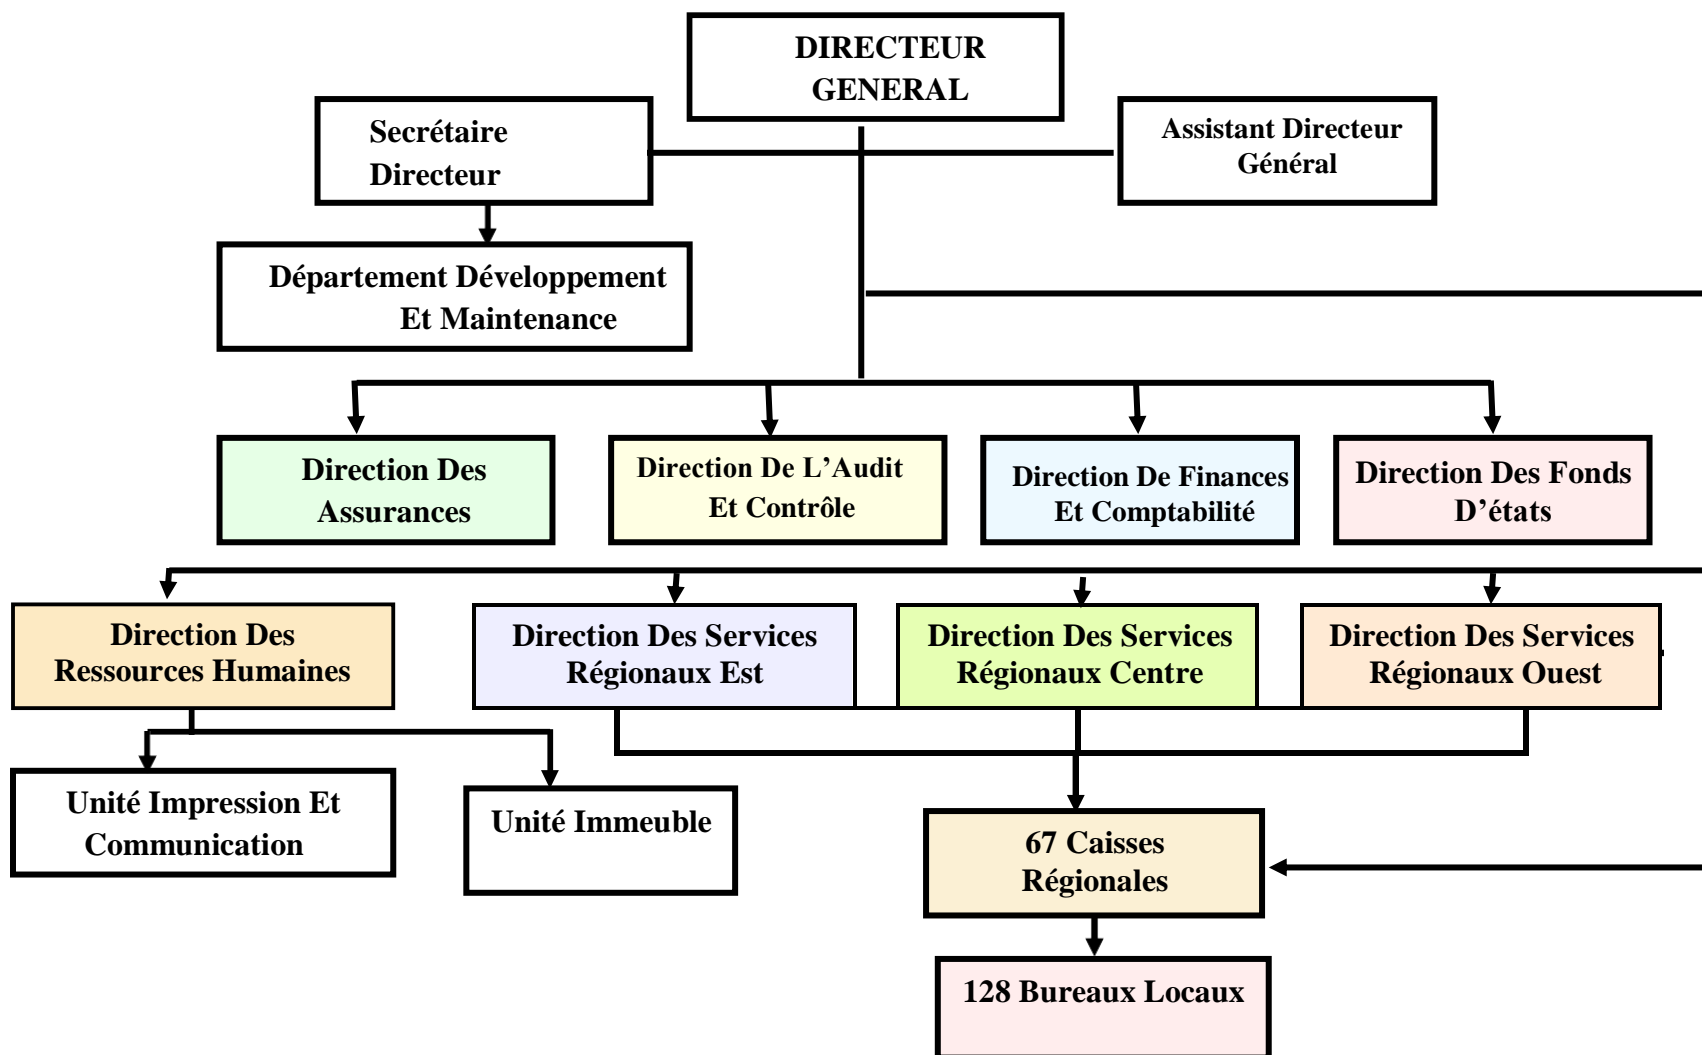 DIRECTEUR
GENERAL
Secrétaire
Directeur
Assistant Directeur
Général
Département Développement
Et Maintenance
Direction Des
Assurances
Direction De L’Audit
Et Contrôle
Direction De Finances
Et Comptabilité
Direction Des Fonds
D’états
Direction Des
Ressources Humaines
Direction Des Services
Régionaux Est
Direction Des Services
Régionaux Centre
Direction Des Services
Régionaux Ouest
Unité Impression Et
Communication
Unité Immeuble
67 Caisses
Régionales
128 Bureaux Locaux